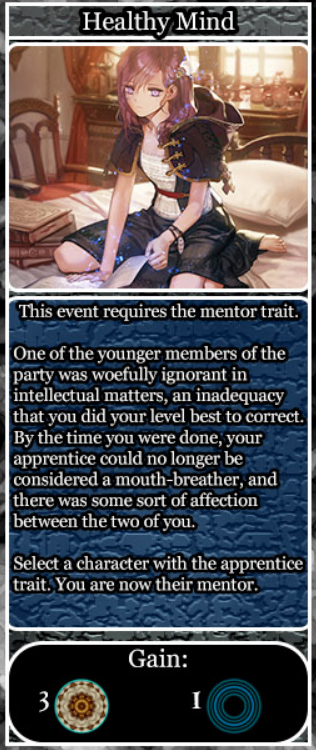 Healthy Mind
This event requires the mentor trait.
One of the younger members of the
party was woefully ignorant in
intellectual matters, an inadequacy
that you did your level best to correct.
By the time you were done, your
apprentice could no longer be
considered a mouth-breather, and
there was some sort of affection
between the two of you.
Select a character with the apprentice
trait. You are now their mentor.
Gain:
3 1